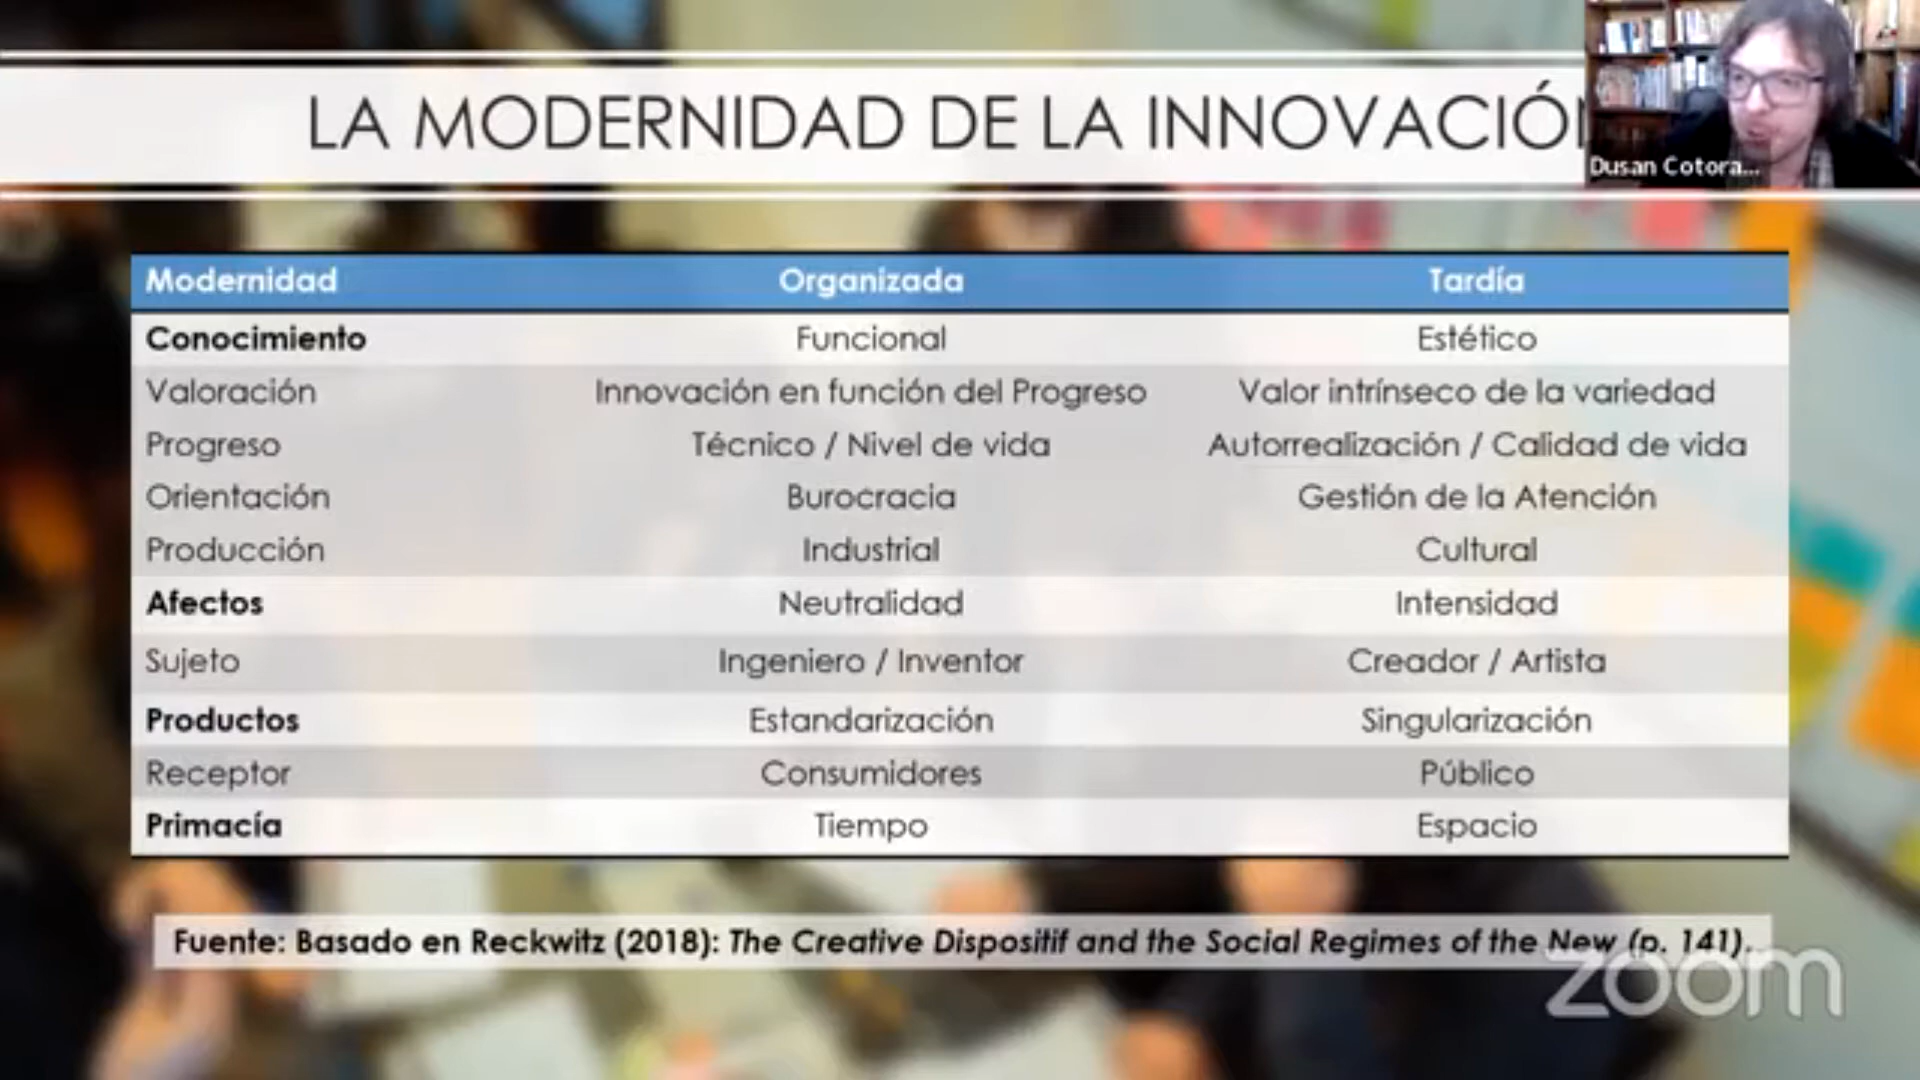 LA MODERNIDAD DE LA INNOVACIÓN
Dusan Cotora...
Modernidad Organizada Tardía
Conocimiento Funcional Estético
Valoración Innovación en función del Progreso Valor intrínseco de la variedad
Progreso Técnico / Nivel de vida Autorrealización / Calidad de vida
Orientación Burocracia Gestión de la Atención
Producción Industrial Cultural
Afectos Neutralidad Intensidad
Sujeto Ingeniero / Inventor Creador / Artista
Productos Estandarización Singularización
Receptor Consumidores Público
Primacía Tiempo Espacio
Fuente: Basado en Reckwitz (2018): The Creative Dispositif and the Social Regimes of the New (p. 141).
zoom